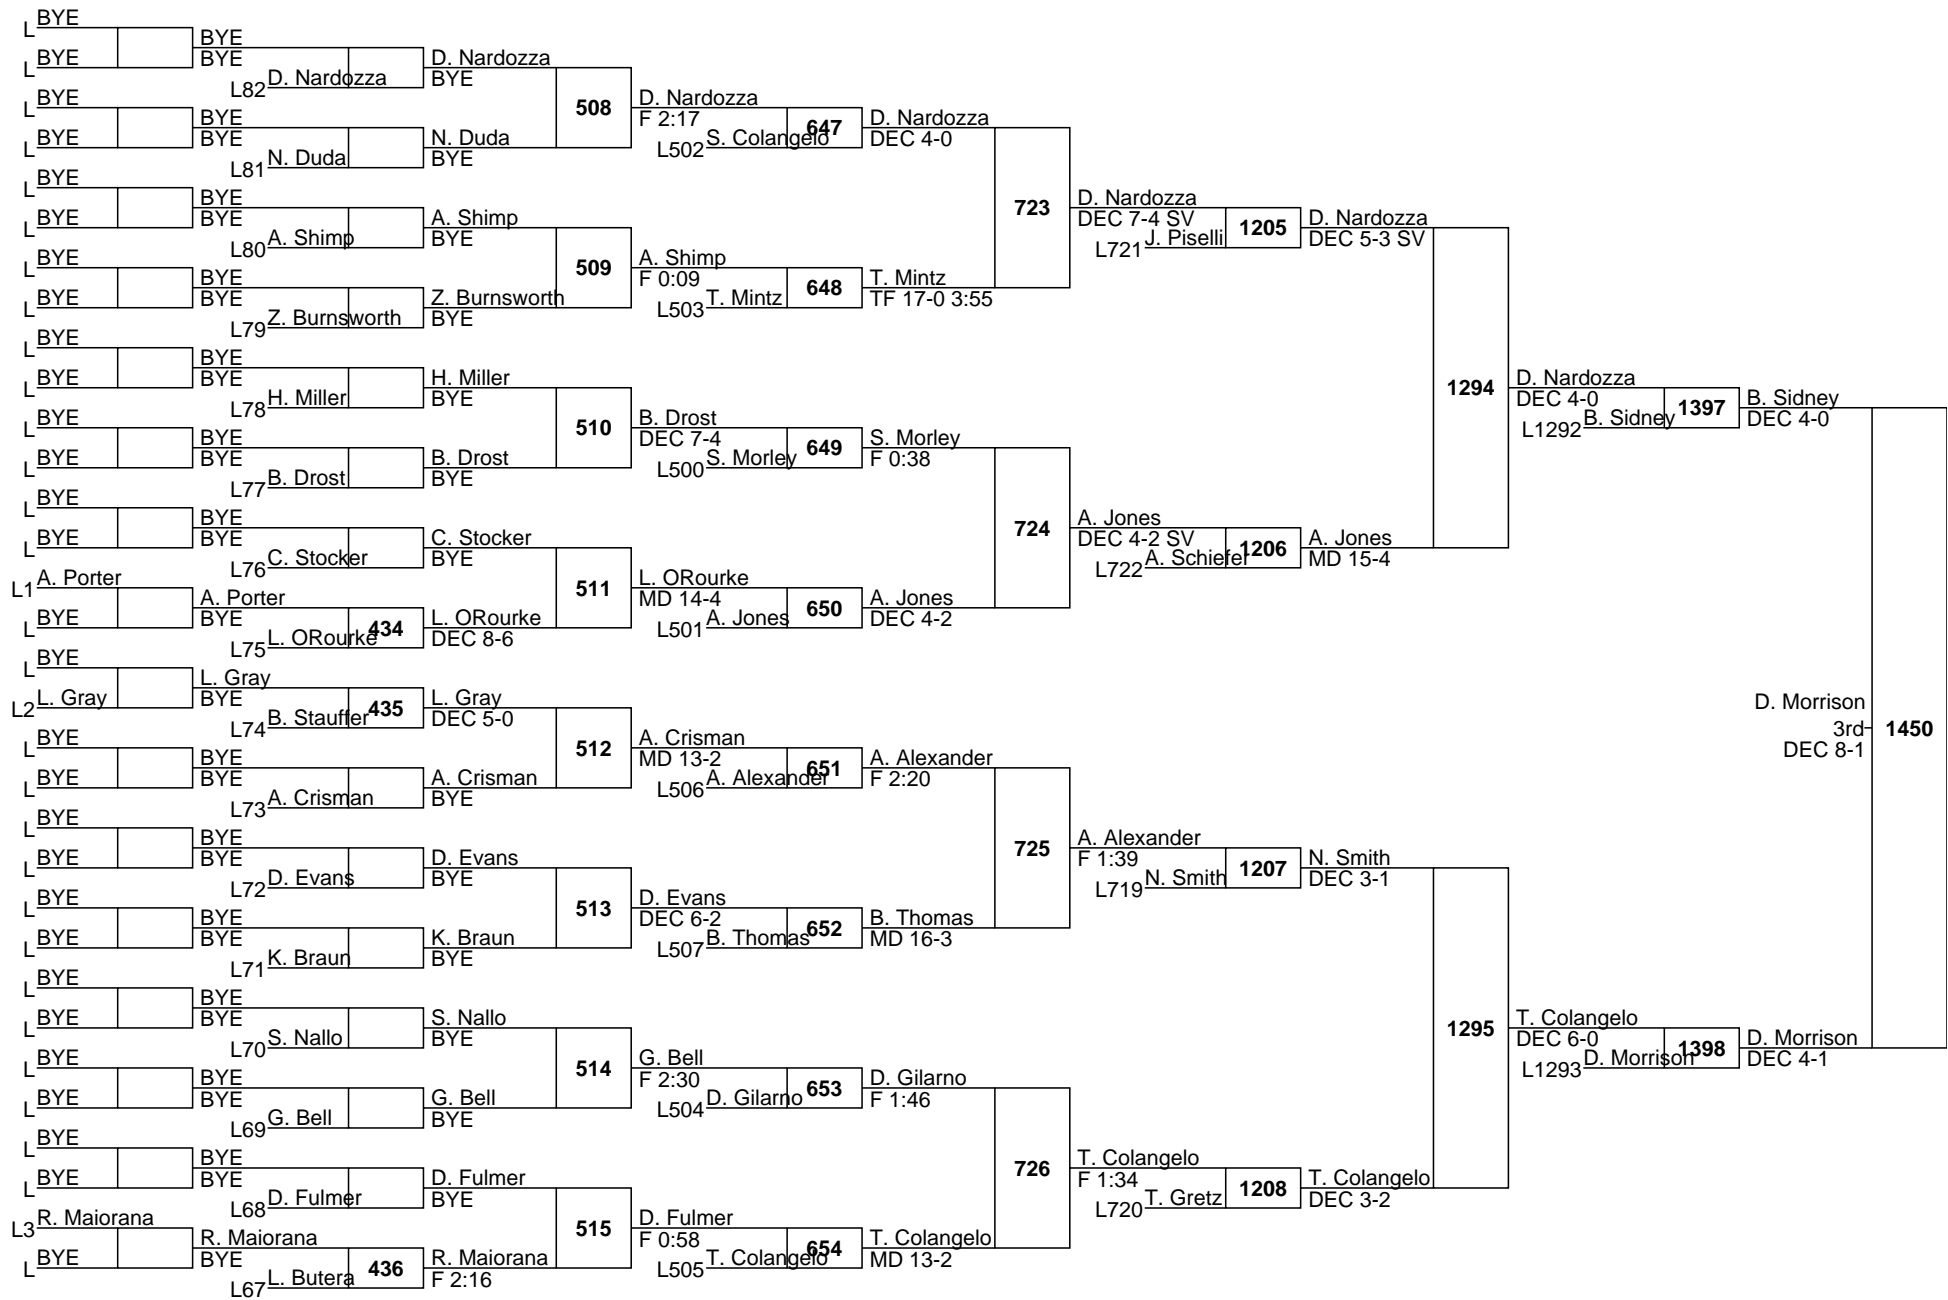 BYE
L
BYE
BYE
BYE
L
L82
D. Nardozza
D. Nardozza
BYE
508
BYE
L
BYE
BYE
BYE
L
L81
N. Duda
N. Duda
BYE
D. Nardozza
F 2:17
L502
S. Colangelo
647
D. Nardozza
DEC 4-0
BYE
L
BYE
BYE
BYE
L
L80
A. Shimp
A. Shimp
BYE
509
BYE
L
BYE
BYE
BYE
L
L79
Z. Burnsworth
Z. Burnsworth
BYE
A. Shimp
F 0:09
L503
T. Mintz
648
T. Mintz
TF 17-0 3:55
723
D. Nardozza
DEC 7-4 SV
L721
J. Piselli
1205
D. Nardozza
DEC 5-3 SV
BYE
L
BYE
BYE
BYE
L
L78
H. Miller
H. Miller
BYE
510
BYE
L
BYE
BYE
BYE
L
L77
B. Drost
B. Drost
BYE
B. Drost
DEC 7-4
L500
S. Morley
649
S. Morley
F 0:38
BYE
L
BYE
BYE
BYE
L
L76
C. Stocker
C. Stocker
BYE
511
L1
A. Porter
A. Porter
BYE
BYE
L
L75
L. ORourke
434
L. ORourke
DEC 8-6
L. ORourke
MD 14-4
L501
A. Jones
650
A. Jones
DEC 4-2
724
A. Jones
DEC 4-2 SV
L722
A. Schiefer
1206
A. Jones
MD 15-4
1294
D. Nardozza
DEC 4-0
L1292
B. Sidney
1397
B. Sidney
DEC 4-0
BYE
L
L. Gray
BYE
L2
L. Gray
L74
B. Stauffer
435
L. Gray
DEC 5-0
512
BYE
L
BYE
BYE
BYE
L
L73
A. Crisman
A. Crisman
BYE
A. Crisman
MD 13-2
L506
A. Alexander
651
A. Alexander
F 2:20
D. Morrison
3rd
DEC 8-1
1450
BYE
L
BYE
BYE
BYE
L
L72
D. Evans
D. Evans
BYE
513
BYE
L
BYE
BYE
BYE
L
L71
K. Braun
K. Braun
BYE
D. Evans
DEC 6-2
L507
B. Thomas
652
B. Thomas
MD 16-3
725
A. Alexander
F 1:39
L719
N. Smith
1207
N. Smith
DEC 3-1
BYE
L
BYE
BYE
BYE
L
L70
S. Nallo
S. Nallo
BYE
514
BYE
L
BYE
BYE
BYE
L
L69
G. Bell
G. Bell
BYE
G. Bell
F 2:30
L504
D. Gilarno
653
D. Gilarno
F 1:46
BYE
L
BYE
BYE
BYE
L
L68
D. Fulmer
D. Fulmer
BYE
515
L3
R. Maiorana
R. Maiorana
BYE
BYE
L
L67
L. Butera
436
R. Maiorana
F 2:16
D. Fulmer
F 0:58
L505
T. Colangelo
654
T. Colangelo
MD 13-2
726
T. Colangelo
F 1:34
L720
T. Gretz
1208
T. Colangelo
DEC 3-2
1295
T. Colangelo
DEC 6-0
L1293
D. Morrison
1398
D. Morrison
DEC 4-1